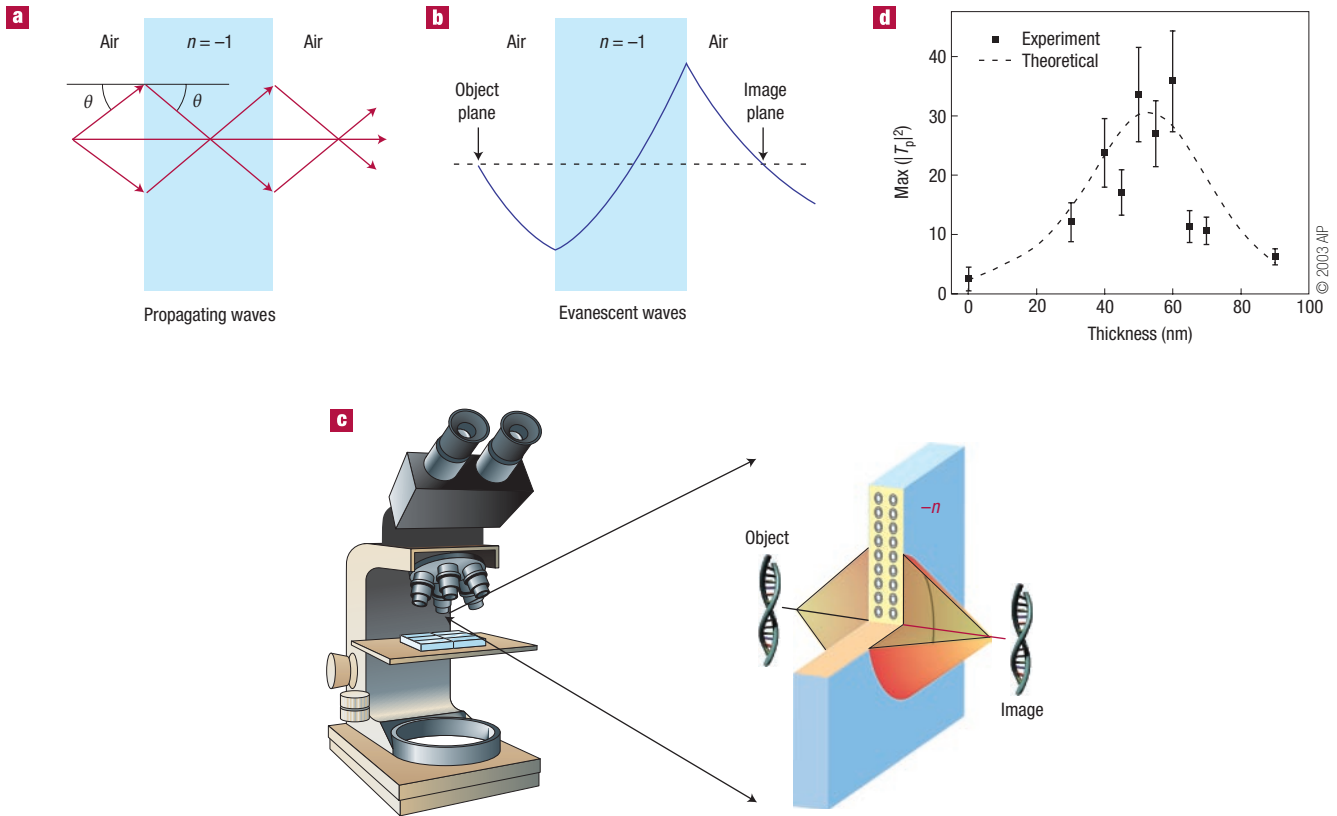 a
Air
n = –1
Air
θ
θ
Propagating waves
b
Air
n = –1
Air
Object
plane
Image
plane
Evanescent waves
d
Max (|Tp|²)
40
30
20
10
0
Experiment
Theoretical
0
20
40
60
80
100
Thickness (nm)
© 2003 AIP
c
Object
–n
Image